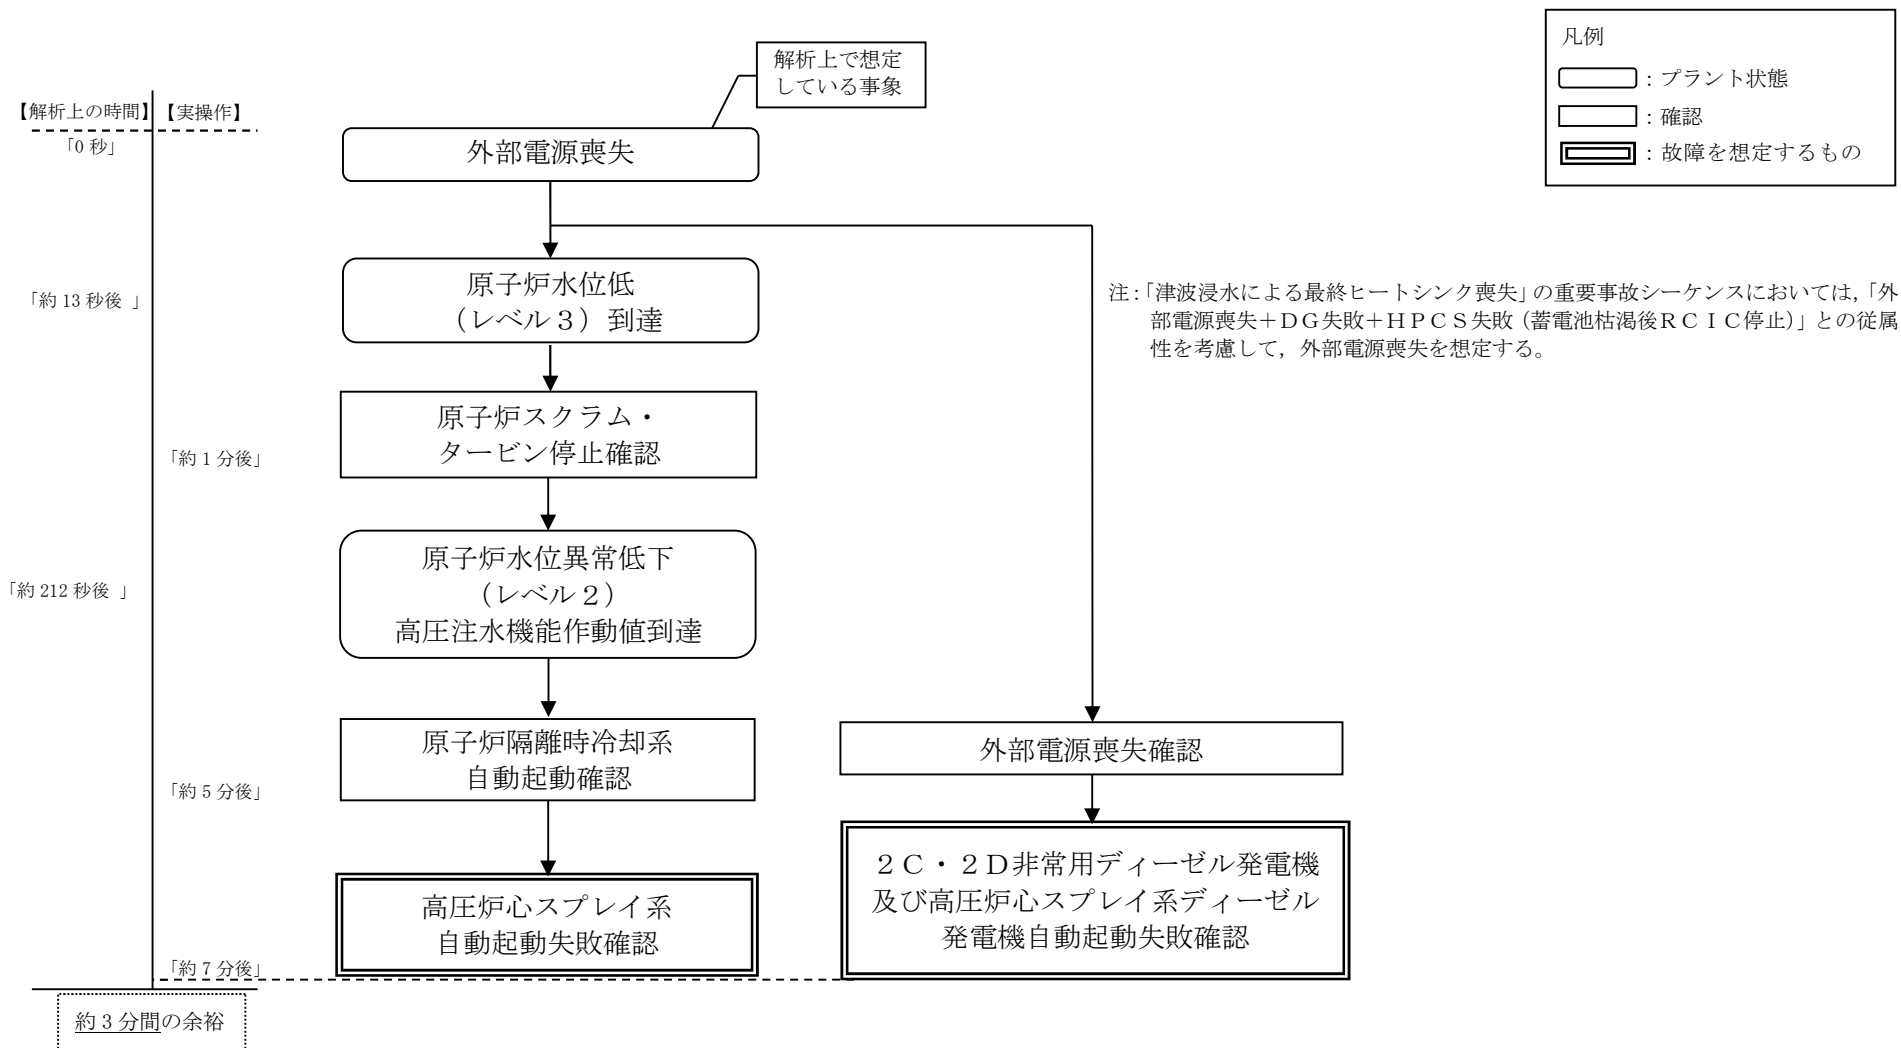 凡例
：プラント状態
：確認
：故障を想定するもの
解析上で想定
している事象
【解析上の時間】
【実操作】
「0 秒」
外部電源喪失
「約 13 秒後 」
原子炉水位低
（レベル３）到達
注：「津波浸水による最終ヒートシンク喪失」の重要事故シーケンスにおいては，「外
部電源喪失＋ＤＧ失敗＋ＨＰＣＳ失敗（蓄電池枯渇後ＲＣＩＣ停止）」との従属
性を考慮して，外部電源喪失を想定する。
「約 1 分後」
原子炉スクラム・
タービン停止確認
「約 212 秒後 」
原子炉水位異常低下
（レベル２）
高圧注水機能作動値到達
「約 5 分後」
原子炉隔離時冷却系
自動起動確認
外部電源喪失確認
「約 7 分後」
高圧炉心スプレイ系
自動起動失敗確認
２Ｃ・２Ｄ非常用ディーゼル発電機
及び高圧炉心スプレイ系ディーゼル
発電機自動起動失敗確認
約 3 分間の余裕